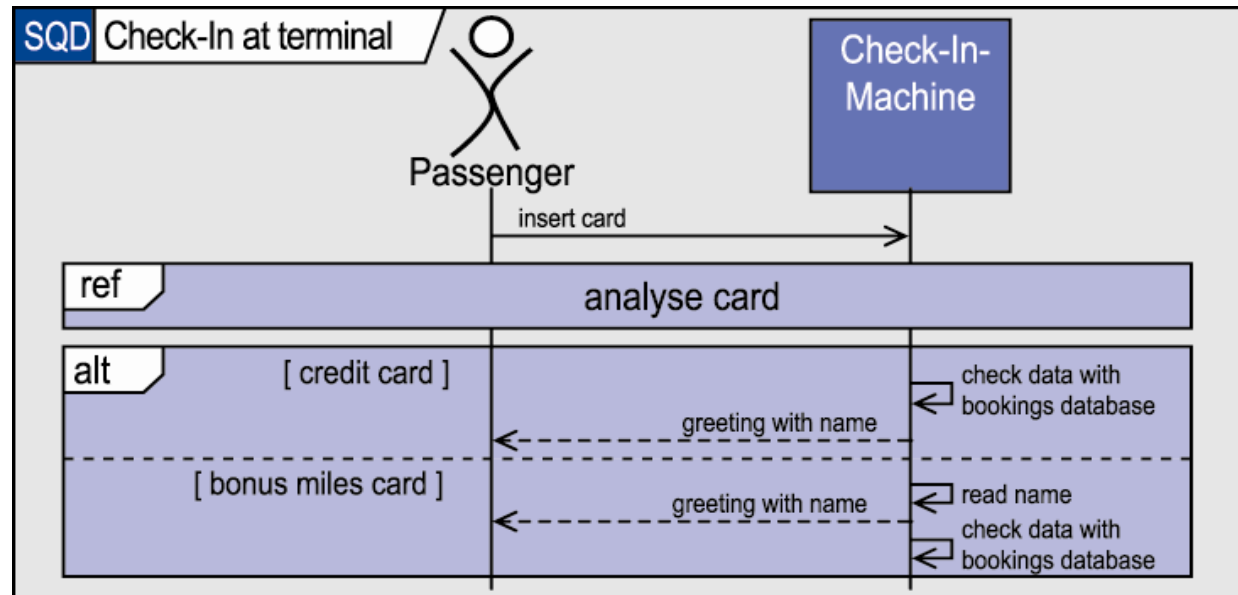 SQD Check-In at terminal
Check-In-
Machine
Passenger
insert card
ref
analyse card
alt
[ credit card ]
check data with
bookings database
greeting with name
[ bonus miles card ]
read name
greeting with name
check data with
bookings database